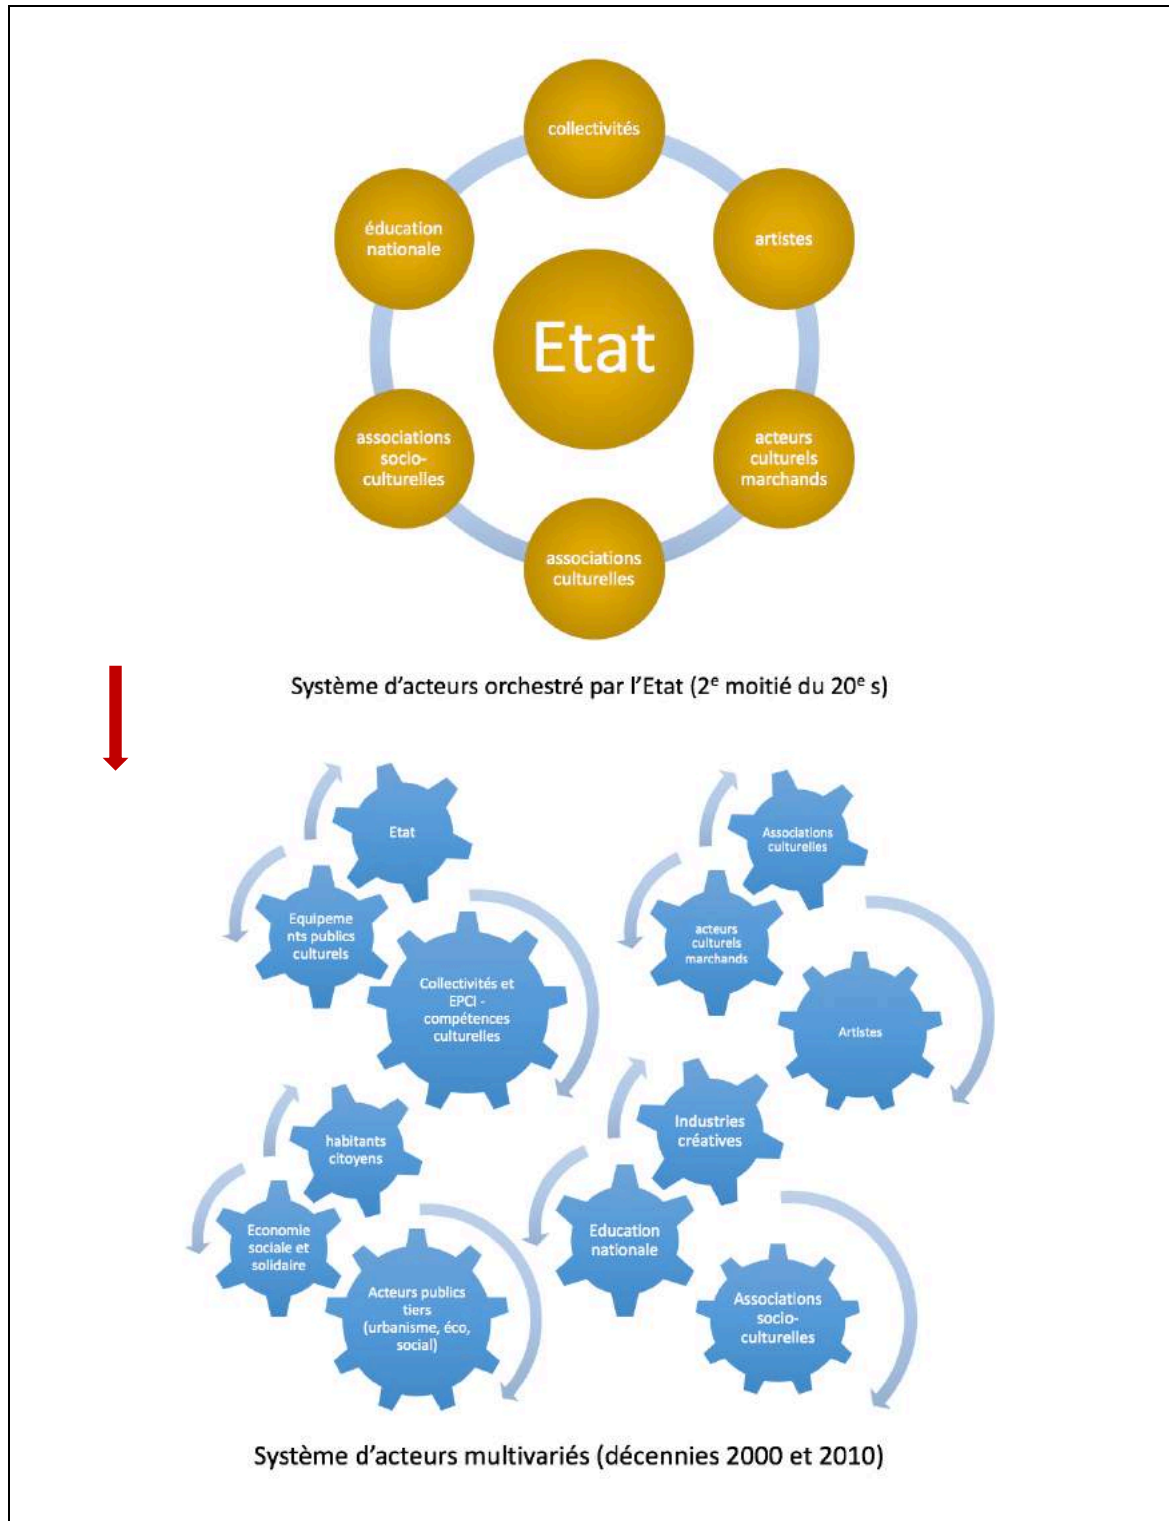 collectivités
éducation
nationale
artistes
Etat
associations
socio-
culturelles
acteurs
culturels
marchands
associations
culturelles
Système d'acteurs orchestré par l'Etat (2e moitié du 20e s)
Etat
Equipeme
nts publics
culturels
Collectivités et
EPCI -
compétences
culturelles
Associations
culturelles
acteurs
culturels
marchands
Artistes
habitants
citoyens
Economie
sociale et
solidaire
Acteurs publics
tiers
(urbanisme, éco,
social)
Industries
créatives
Education
nationale
Associations
socio-
culturelles
Système d'acteurs multivariés (décennies 2000 et 2010)